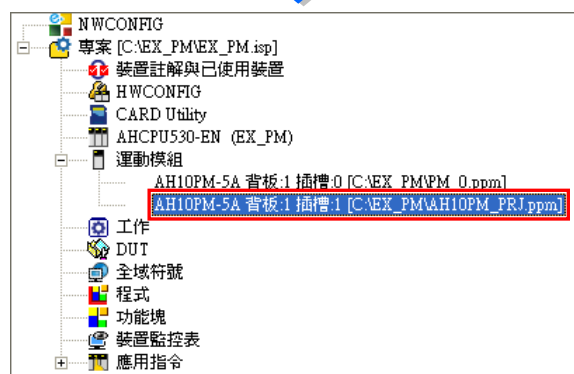 NWCONFIG
專案 [C:\EX_PM\EX_PM.isp]
裝置註解與已使用裝置
HWCONFIG
CARD Utility
AHCPU530-EN (EX_PM)
運動模組
AH10PM-5A 背板:1 插槽:0 [C:\EX_PM\PM_0.ppm]
AH10PM-5A 背板:1 插槽:1 [C:\EX_PM\AH10PM_PRJ.ppm]
工作
DUT
全域符號
程式
功能塊
裝置監控表
應用指令